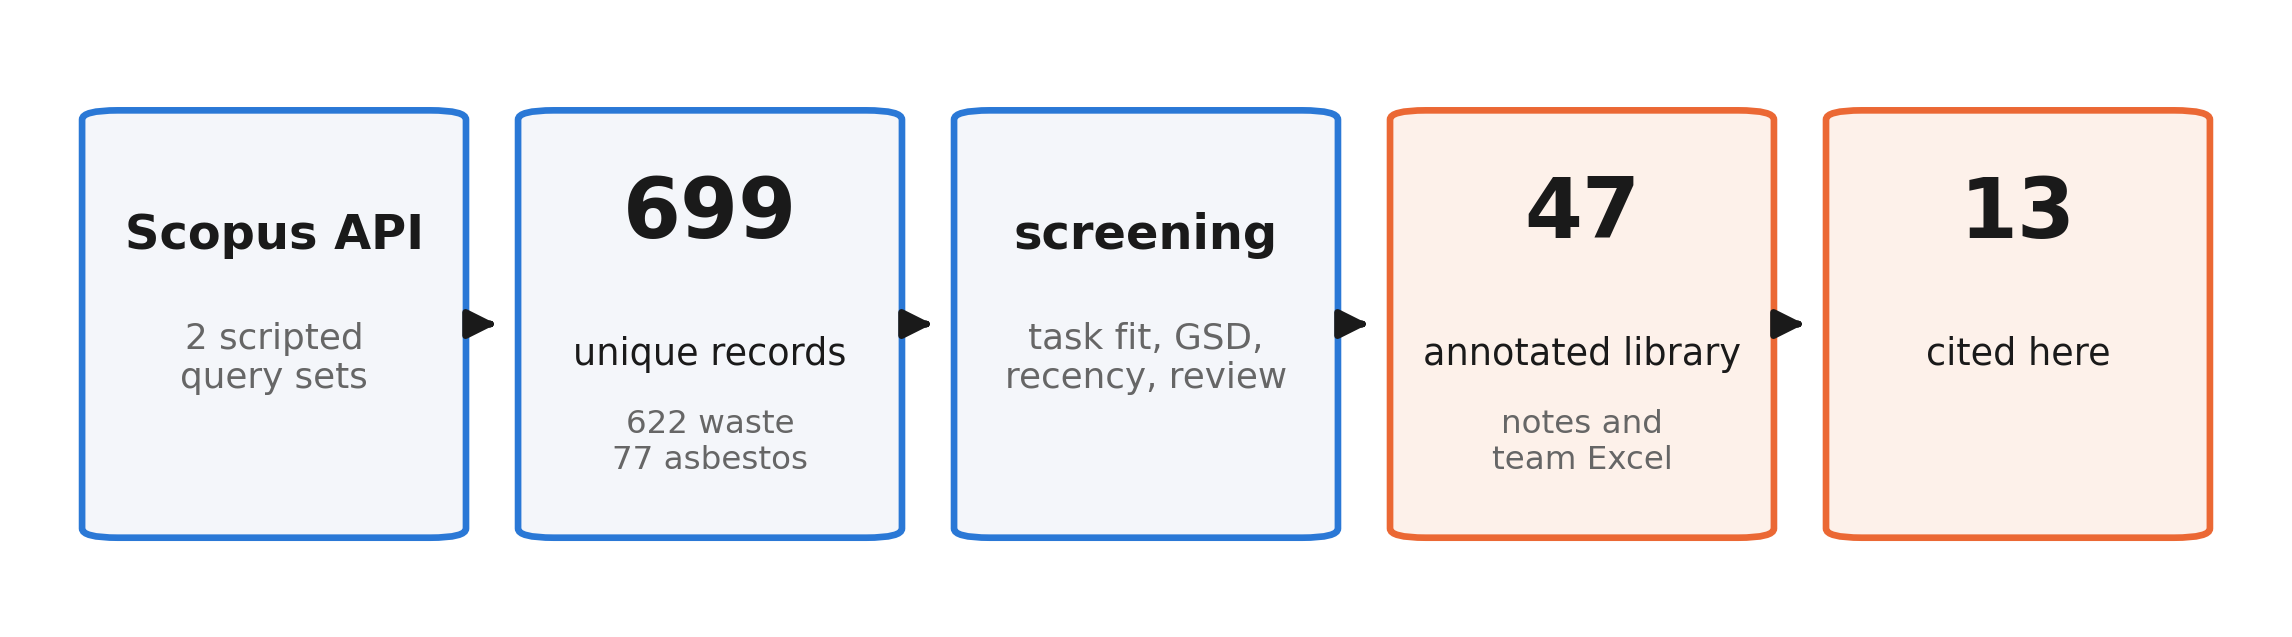 Scopus API
2 scripted
query sets
699
unique records
622 waste
77 asbestos
screening
task fit, GSD,
recency, review
47
annotated library
notes and
team Excel
13
cited here